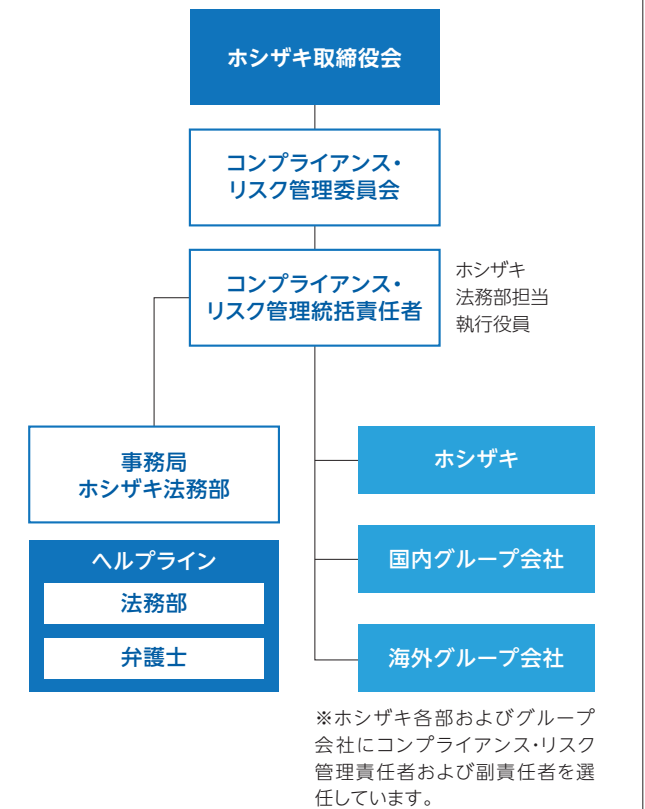 ホシザキ取締役会
コンプライアンス・
リスク管理委員会
コンプライアンス・
リスク管理統括責任者
ホシザキ
法務部担当
執行役員
事務局
ホシザキ法務部
ヘルプライン
法務部
弁護士
ホシザキ
国内グループ会社
海外グループ会社
※ホシザキ各部およびグループ
会社にコンプライアンス・リスク
管理責任者および副責任者を選
任しています。